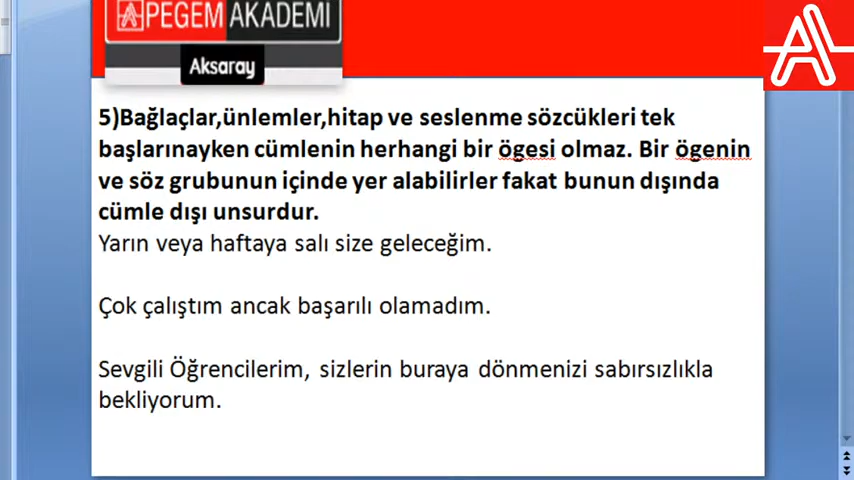 PEGEM AKADEMİ
Aksaray
5)Bağlaçlar,ünlemler,hitap ve seslenme sözcükleri tek
başlarınayken cümlenin herhangi bir ögesi olmaz. Bir ögenin
ve söz grubunun içinde yer alabilirler fakat bunun dışında
cümle dışı unsurdur.
Yarın veya haftaya salı size geleceğim.
Çok çalıştım ancak başarılı olamadım.
Sevgili Öğrencilerim, sizlerin buraya dönmenizi sabırsızlıkla
bekliyorum.